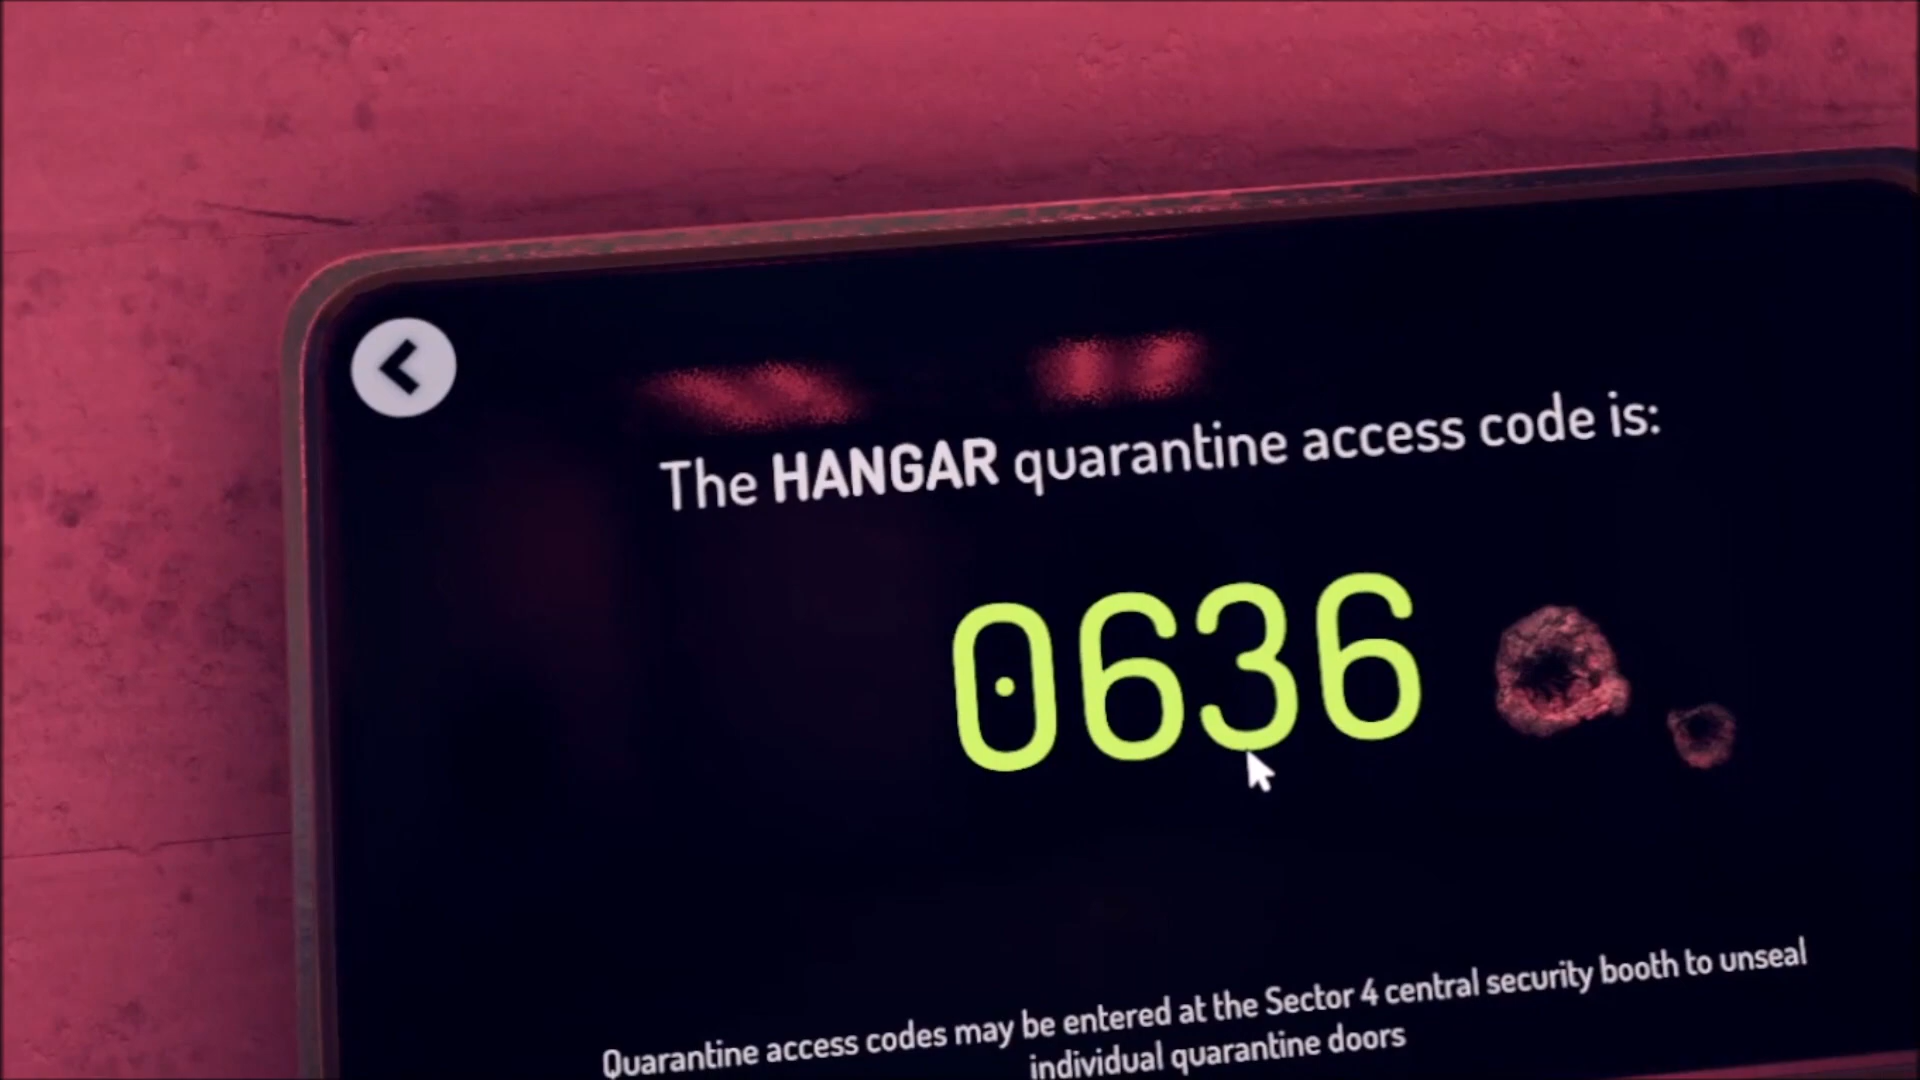 The HANGAR quarantine access code is:
0636
Quarantine access codes may be entered at the Sector 4 central security booth to unseal
individual quarantine doors